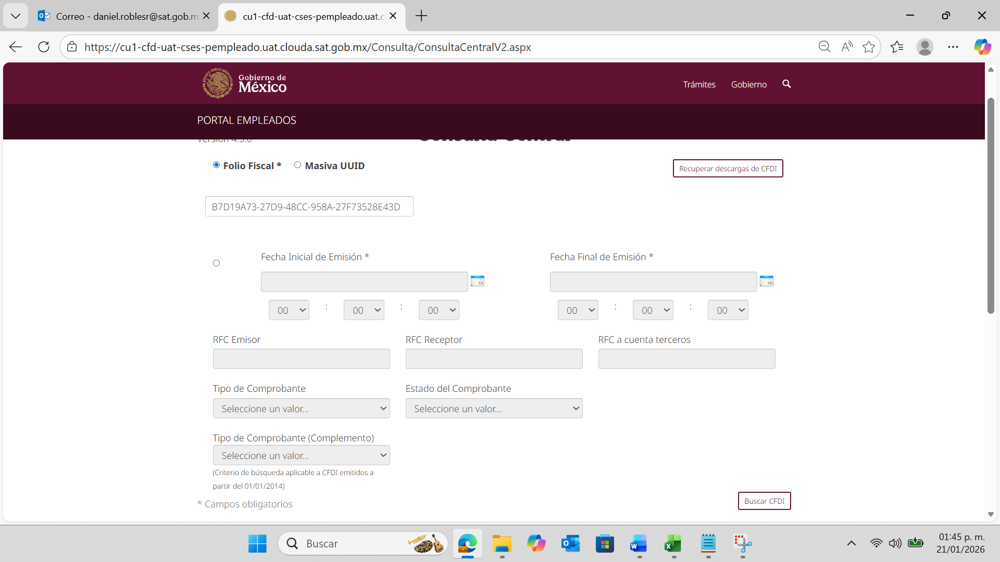 Correo - daniel.roblesr@sat.gob.m
cu1-cfd-uat-cses-pempleado.uat.cl
https://cu1-cfd-uat-cses-pempleado.uat.clouda.sat.gob.mx/Consulta/ConsultaCentralV2.aspx
Gobierno de
México
Trámites
Gobierno
PORTAL EMPLEADOS
Folio Fiscal *
Masiva UUID
Recuperar descargas de CFDI
B7D19A73-27D9-48CC-958A-27F73528E43D
Fecha Inicial de Emisión *
Fecha Final de Emisión *
00 : 00 : 00
00 : 00 : 00
RFC Emisor
RFC Receptor
RFC a cuenta terceros
Tipo de Comprobante
Estado del Comprobante
Seleccione un valor...
Seleccione un valor...
Tipo de Comprobante (Complemento)
Seleccione un valor...
(Criterio de búsqueda aplicable a CFDI emitidos a
partir del 01/01/2014)
* Campos obligatorios
Buscar CFDI
Buscar
01:45 p. m.
21/01/2026